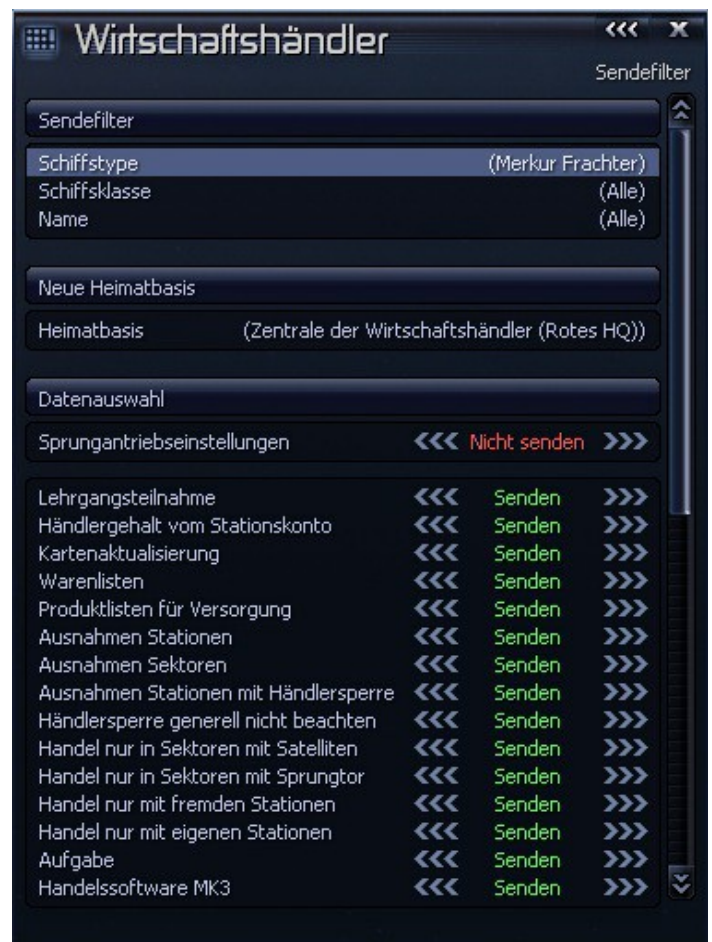 Wirtschaftshändler
Sendefilter
Sendefilter
Schiffstype (Merkur Frachter)
Schiffsklasse (Alle)
Name (Alle)
Neue Heimatbasis
Heimatbasis (Zentrale der Wirtschaftshändler (Rotes HQ))
Datenauswahl
Sprungantriebseinstellungen <<< Nicht senden >>>
Lehrgangsteilnahme <<< Senden >>>
Händlergehalt vom Stationskonto <<< Senden >>>
Kartenaktualisierung <<< Senden >>>
Warenlisten <<< Senden >>>
Produktlisten für Versorgung <<< Senden >>>
Ausnahmen Stationen <<< Senden >>>
Ausnahmen Sektoren <<< Senden >>>
Ausnahmen Stationen mit Händlersperre <<< Senden >>>
Händlersperre generell nicht beachten <<< Senden >>>
Handel nur in Sektoren mit Satelliten <<< Senden >>>
Handel nur in Sektoren mit Sprungtor <<< Senden >>>
Handel nur mit fremden Stationen <<< Senden >>>
Handel nur mit eigenen Stationen <<< Senden >>>
Aufgabe <<< Senden >>>
Handelssoftware MK3 <<< Senden >>>